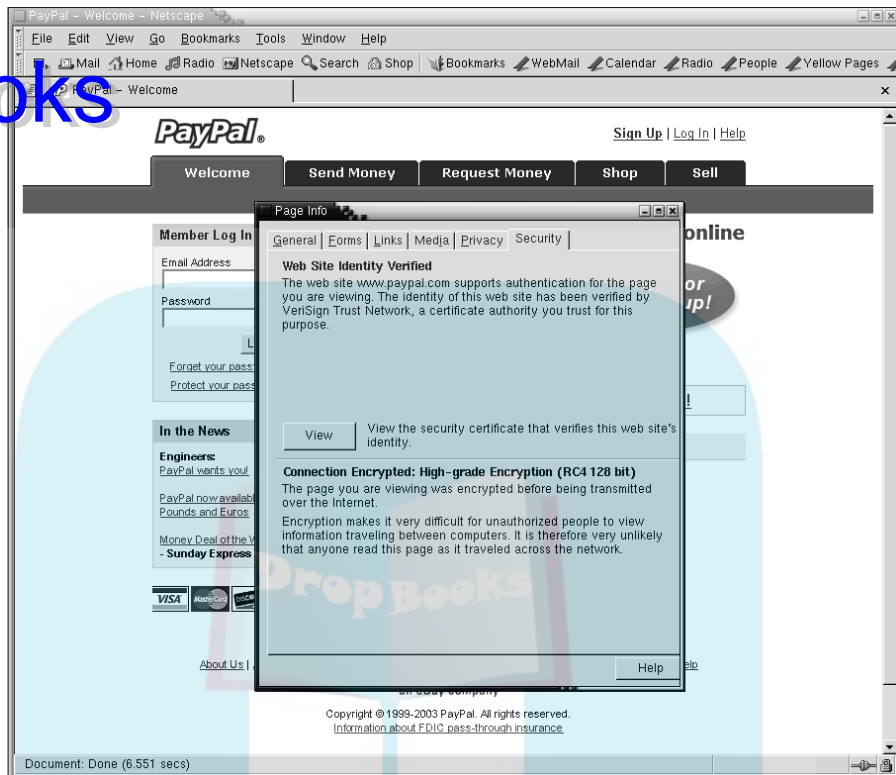 PayPal - Welcome - Netscape
File Edit View Go Bookmarks Tools Window Help
Mail Home Radio Netscape Search Shop Bookmarks WebMail Calendar Radio People Yellow Pages
PayPal - Welcome
oks
PayPal®
Sign Up | Log In | Help
Welcome Send Money Request Money Shop Sell
Page Info
General Forms Links Media Privacy Security
Member Log In
online
Email Address
Password
or
up!
L
Forget your pass
Protect your pass
!
Web Site Identity Verified
The web site www.paypal.com supports authentication for the page
you are viewing. The identity of this web site has been verified by
VeriSign Trust Network, a certificate authority you trust for this
purpose.
View
View the security certificate that verifies this web site's
identity.
Connection Encrypted: High-grade Encryption (RC4 128 bit)
The page you are viewing was encrypted before being transmitted
over the Internet.
Encryption makes it very difficult for unauthorized people to view
information traveling between computers. It is therefore very unlikely
that anyone read this page as it traveled across the network.
Help
In the News
Engineers:
PayPal wants you!
PayPal now availabl
Pounds and Euros
Money Deal of the W
- Sunday Express
DropBooks
VISA MasterCard DISCO
About Us |
elp
an eBay company
Copyright © 1999-2003 PayPal. All rights reserved.
Information about FDIC pass-through insurance
Document: Done (6.551 secs)